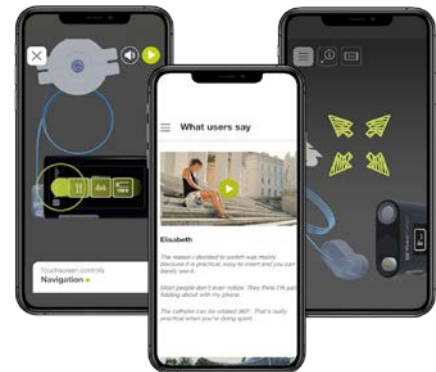 Touchscreen controls
Navigation
What users say
Elisabeth
The reason I decided to switch was mainly
because it is practical, easy to insert and you can
barely see it.
Most people don't even notice. They think I'm just
fiddling about with my phone.
The catheter can be rotated 360°. That's really
practical when you're doing sport.